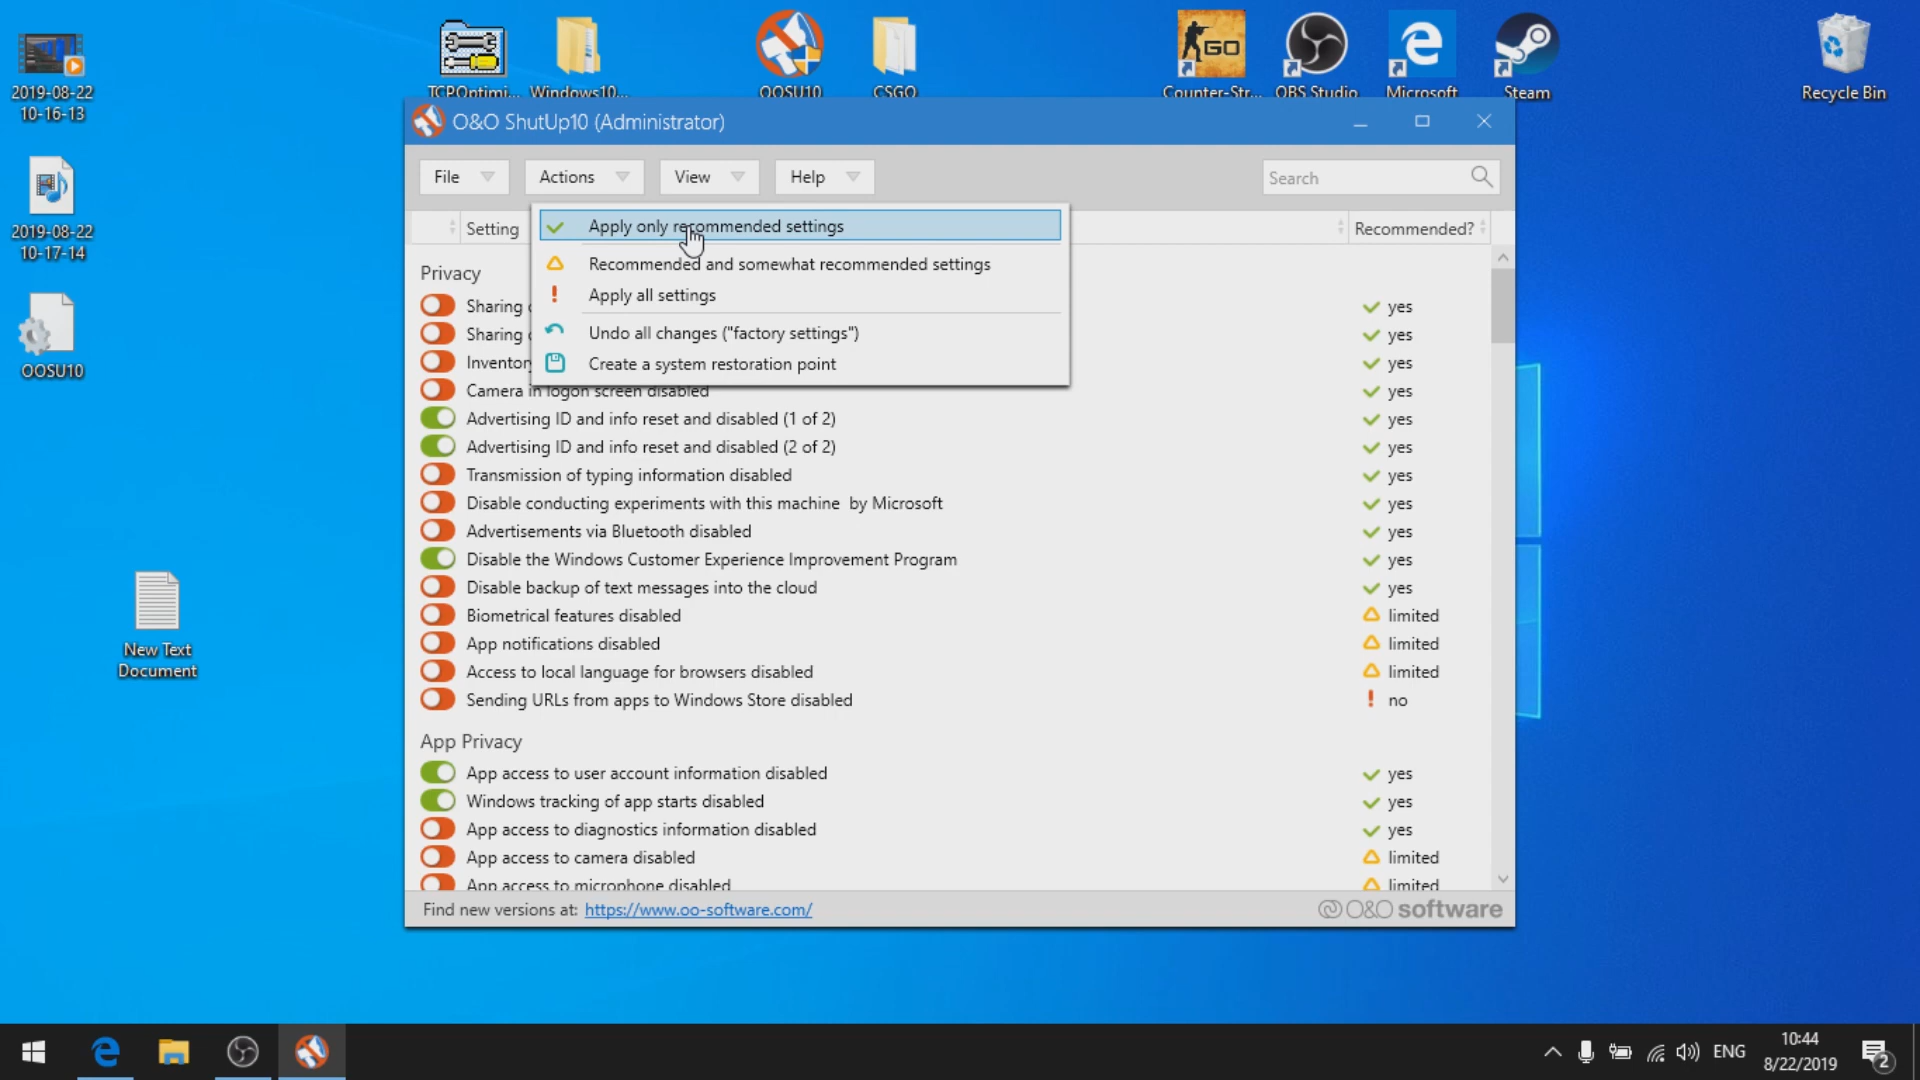 2019-08-22
10-16-13
2019-08-22
10-17-14
OOSU10
New Text
Document
TCPOptimi...
Windows10...
OOSU10
CSGO
GO
Counter-Str...
OBS Studio
Microsoft
Steam
Recycle Bin
O&O ShutUp10 (Administrator)
File
Actions
View
Help
Search
Setting
Recommended?
Apply only recommended settings
Recommended and somewhat recommended settings
Apply all settings
Undo all changes ("factory settings")
Create a system restoration point
Privacy
Sharing yes
Sharing yes
Inventory yes
Camera in logon screen disabled yes
Advertising ID and info reset and disabled (1 of 2) yes
Advertising ID and info reset and disabled (2 of 2) yes
Transmission of typing information disabled yes
Disable conducting experiments with this machine by Microsoft yes
Advertisements via Bluetooth disabled yes
Disable the Windows Customer Experience Improvement Program yes
Disable backup of text messages into the cloud yes
Biometrical features disabled limited
App notifications disabled limited
Access to local language for browsers disabled limited
Sending URLs from apps to Windows Store disabled no
App Privacy
App access to user account information disabled yes
Windows tracking of app starts disabled yes
App access to diagnostics information disabled yes
App access to camera disabled limited
App access to microphone disabled limited
Find new versions at: https://www.oo-software.com/
O&O software
ENG
10:44
8/22/2019
2